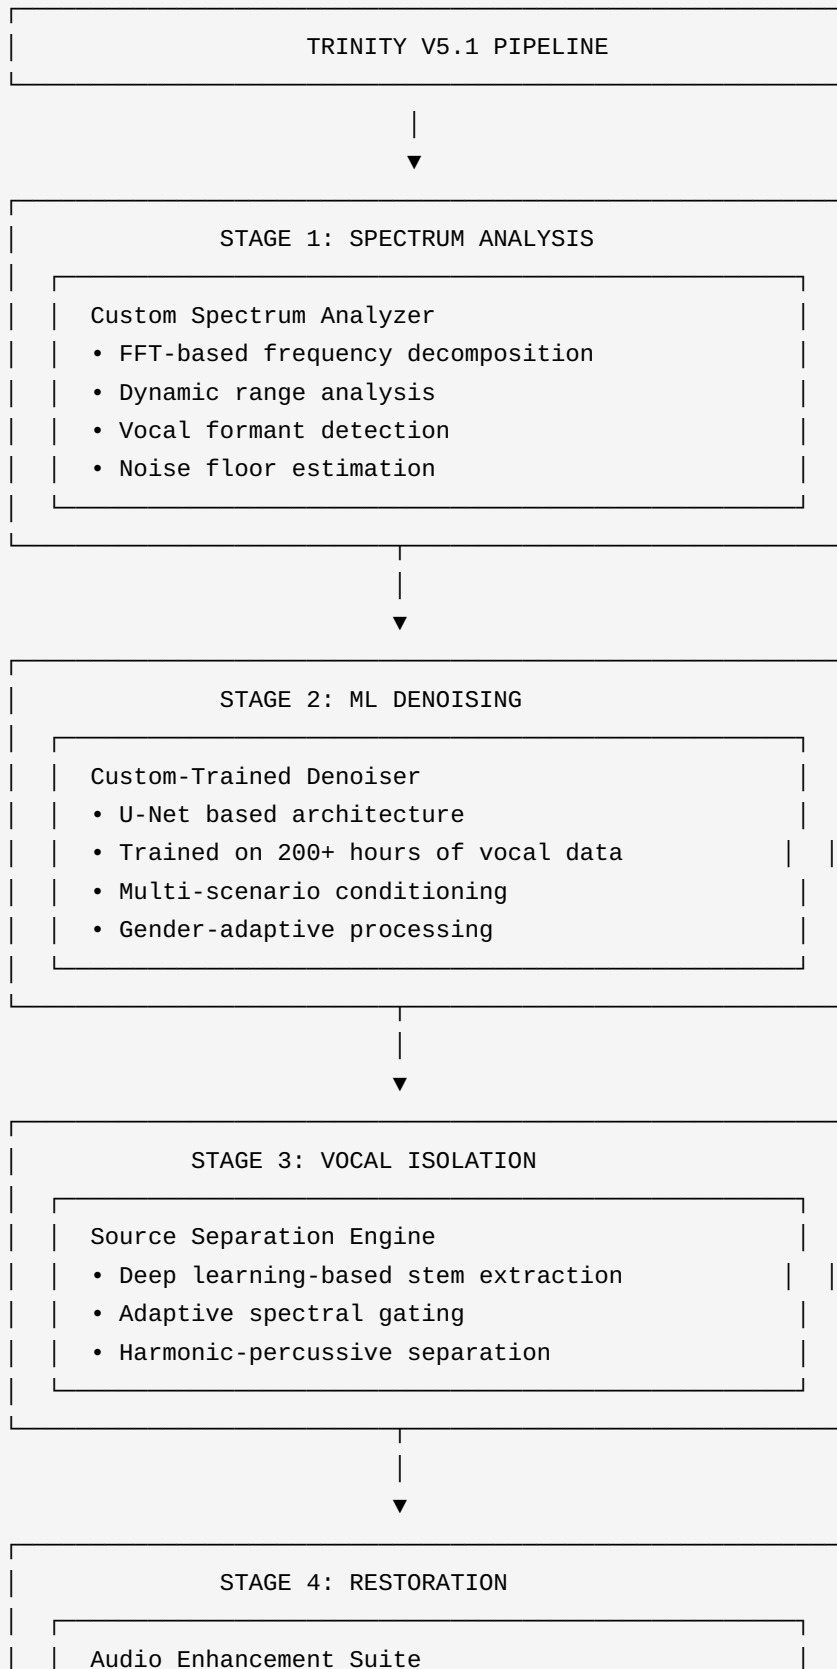 TRINITY V5.1 PIPELINE
STAGE 1: SPECTRUM ANALYSIS
Custom Spectrum Analyzer
• FFT-based frequency decomposition
• Dynamic range analysis
• Vocal formant detection
• Noise floor estimation
STAGE 2: ML DENOISING
Custom-Trained Denoiser
• U-Net based architecture
• Trained on 200+ hours of vocal data
• Multi-scenario conditioning
• Gender-adaptive processing
STAGE 3: VOCAL ISOLATION
Source Separation Engine
• Deep learning-based stem extraction
• Adaptive spectral gating
• Harmonic-percussive separation
STAGE 4: RESTORATION
Audio Enhancement Suite